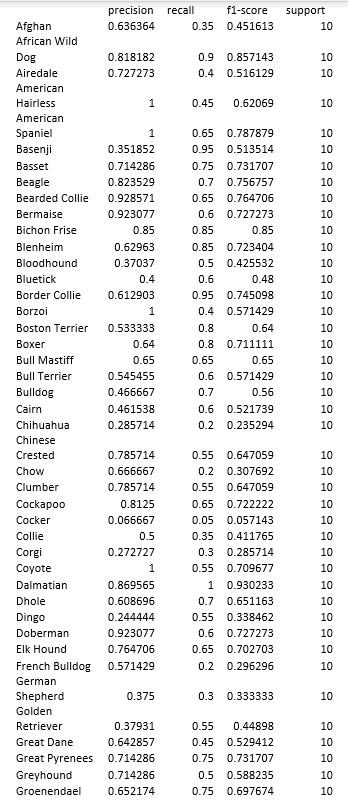 precision recall f1-score support
Afghan 0.636364 0.35 0.451613 10
African Wild
Dog 0.818182 0.9 0.857143 10
Airedale 0.727273 0.4 0.516129 10
American
Hairless 1 0.45 0.62069 10
American
Spaniel 1 0.65 0.787879 10
Basenji 0.351852 0.95 0.513514 10
Basset 0.714286 0.75 0.731707 10
Beagle 0.823529 0.7 0.756757 10
Bearded Collie 0.928571 0.65 0.764706 10
Bermaise 0.923077 0.6 0.727273 10
Bichon Frise 0.85 0.85 0.85 10
Blenheim 0.62963 0.85 0.723404 10
Bloodhound 0.37037 0.5 0.425532 10
Bluetick 0.4 0.6 0.48 10
Border Collie 0.612903 0.95 0.745098 10
Borzoi 1 0.4 0.571429 10
Boston Terrier 0.533333 0.8 0.64 10
Boxer 0.64 0.8 0.711111 10
Bull Mastiff 0.65 0.65 0.65 10
Bull Terrier 0.545455 0.6 0.571429 10
Bulldog 0.466667 0.7 0.56 10
Cairn 0.461538 0.6 0.521739 10
Chihuahua 0.285714 0.2 0.235294 10
Chinese
Crested 0.785714 0.55 0.647059 10
Chow 0.666667 0.2 0.307692 10
Clumber 0.785714 0.55 0.647059 10
Cockapoo 0.8125 0.65 0.722222 10
Cocker 0.066667 0.05 0.057143 10
Collie 0.5 0.35 0.411765 10
Corgi 0.272727 0.3 0.285714 10
Coyote 1 0.55 0.709677 10
Dalmatian 0.869565 1 0.930233 10
Dhole 0.608696 0.7 0.651163 10
Dingo 0.244444 0.55 0.338462 10
Doberman 0.923077 0.6 0.727273 10
Elk Hound 0.764706 0.65 0.702703 10
French Bulldog 0.571429 0.2 0.296296 10
German
Shepherd 0.375 0.3 0.333333 10
Golden
Retriever 0.37931 0.55 0.44898 10
Great Dane 0.642857 0.45 0.529412 10
Great Pyrenees 0.714286 0.75 0.731707 10
Greyhound 0.714286 0.5 0.588235 10
Groenendael 0.652174 0.75 0.697674 10